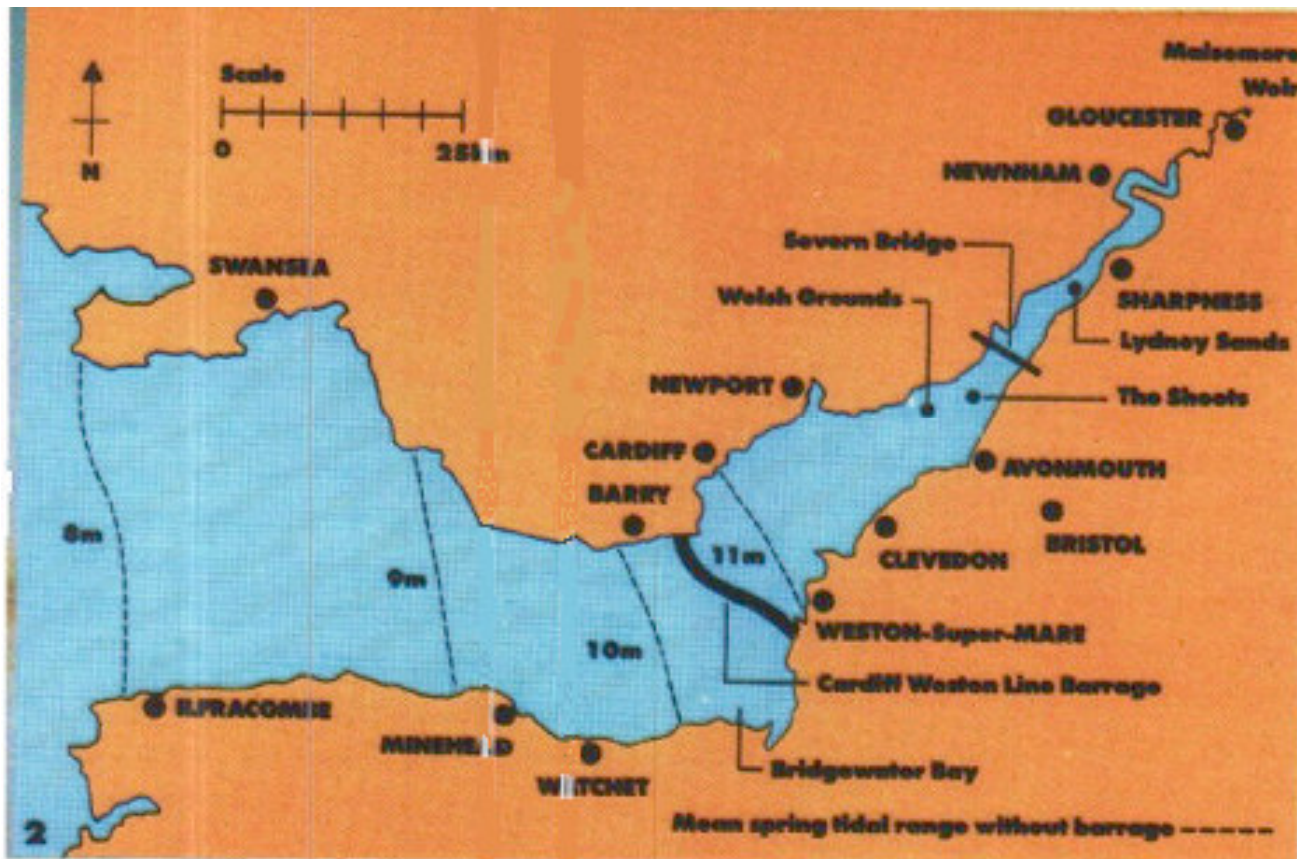 Maisemore
Weir
Scale
GLOUCESTER
0
25km
N
NEWNHAM
Severn Bridge
SWANSEA
Welsh Grounds
SHARPNESS
Lydney Sands
NEWPORT
The Shoots
CARDIFF
AVONMOUTH
BARRY
8m
11m
CLEVEDON
BRISTOL
9m
WESTON-Super-MARE
10m
Cardiff Weston Line Barrage
ILFRACOMBE
MINEHEAD
WATCHET
Bridgewater Bay
2
Mean spring tidal range without barrage